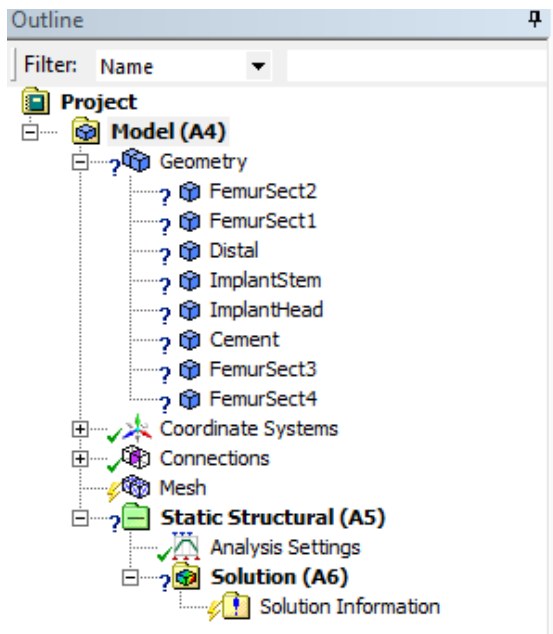 Outline
Filter: Name
Project
Model (A4)
? Geometry
? FemurSect2
? FemurSect1
? Distal
? ImplantStem
? ImplantHead
? Cement
? FemurSect3
? FemurSect4
Coordinate Systems
Connections
Mesh
? Static Structural (A5)
Analysis Settings
? Solution (A6)
Solution Information